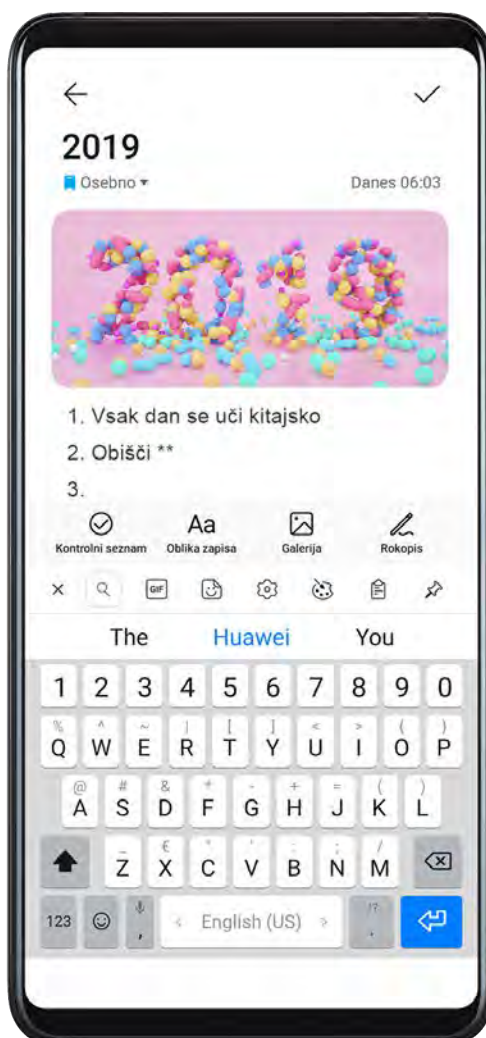 2019
Osebno
Danes 06:03
2019
1. Vsak dan se uči kitajsko
2. Obišči **
3.
Aa
Kontrolni seznam Oblika zapisa Galerija Rokopis
GIF
The Huawei You
1 2 3 4 5 6 7 8 9 0
Q W E R T Y U I O P
@ # & * - + = ( )
A S D F G H J K L
Z X C V B N M
123 , English (US) !? .